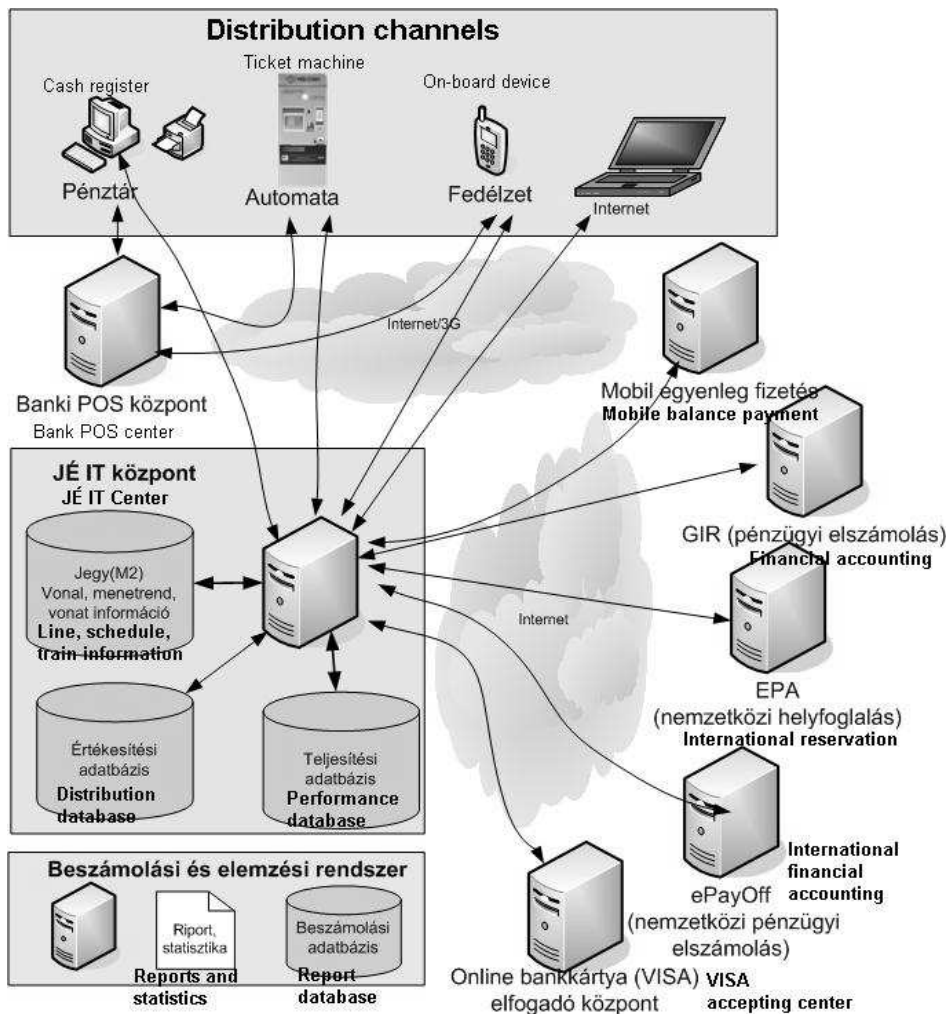 Distribution channels
Ticket machine
Cash register
On-board device
Pénztár
Automata
Fedélzet
Internet
Internet/3G
Banki POS központ
Bank POS center
Mobil egyenleg fizetés
Mobile balance payment
JÉ IT központ
JÉ IT Center
GIR (pénzügyi elszámolás)
Financial accounting
Jegy(M2)
Vonal, menetrend,
vonat információ
Line, schedule,
train information
Internet
EPA
(nemzetközi helyfoglalás)
International reservation
Értékesítési
adatbázis
Distribution
database
Teljesítési
adatbázis
Performance
database
International
financial
accounting
ePayOff
(nemzetközi pénzügyi
elszámolás)
Beszámolási és elemzési rendszer
Riport,
statisztika
Reports and
statistics
Beszámolási
adatbázis
Report
database
Online bankkártya (VISA)
elfogadó központ
VISA
accepting center